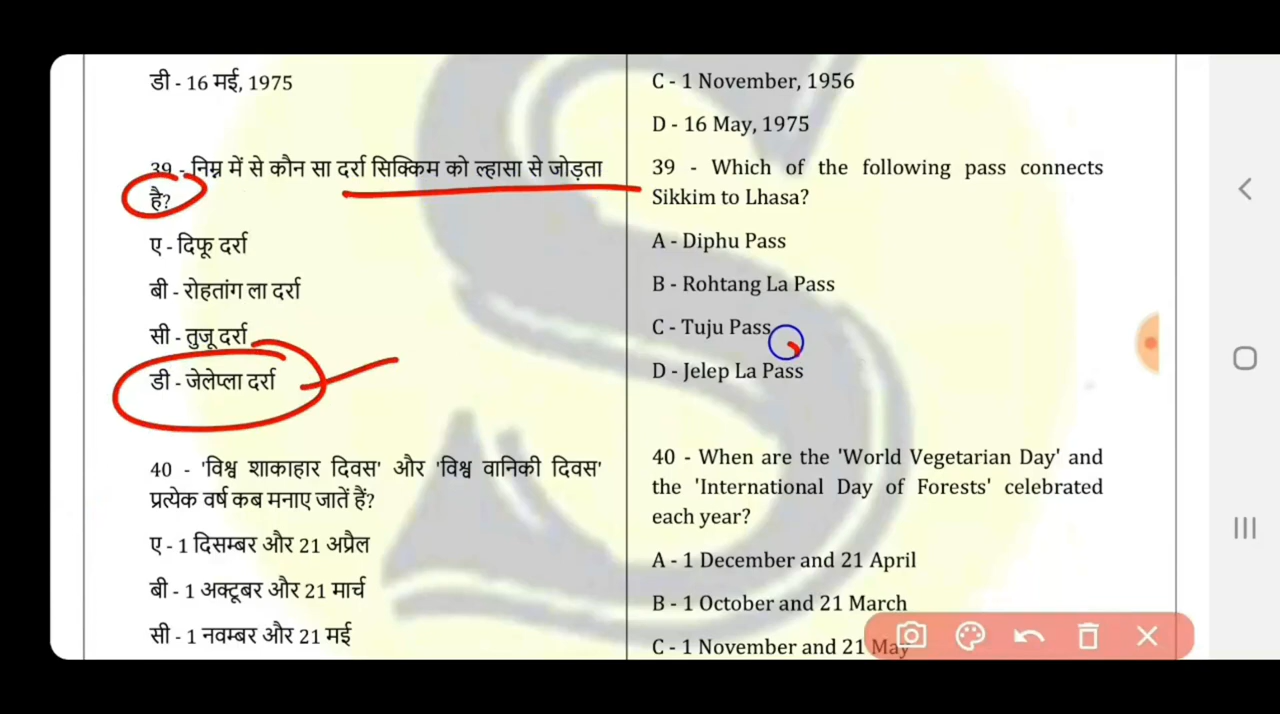 डी - 16 मई, 1975
39 - निम्न में से कौन सा दर्रा सिक्किम को ल्हासा से जोड़ता
है?
ए - दिफू दर्रा
बी - रोहतांग ला दर्रा
सी - तुजू दर्रा
डी - जेलेप्ला दर्रा
40 - 'विश्व शाकाहार दिवस' और 'विश्व वानिकी दिवस'
प्रत्येक वर्ष कब मनाए जातें हैं?
ए - 1 दिसम्बर और 21 अप्रैल
बी - 1 अक्टूबर और 21 मार्च
सी - 1 नवम्बर और 21 मई
C - 1 November, 1956
D - 16 May, 1975
39 - Which of the following pass connects
Sikkim to Lhasa?
A - Diphu Pass
B - Rohtang La Pass
C - Tuju Pass
D - Jelep La Pass
40 - When are the 'World Vegetarian Day' and
the 'International Day of Forests' celebrated
each year?
A - 1 December and 21 April
B - 1 October and 21 March
C - 1 November and 21 May